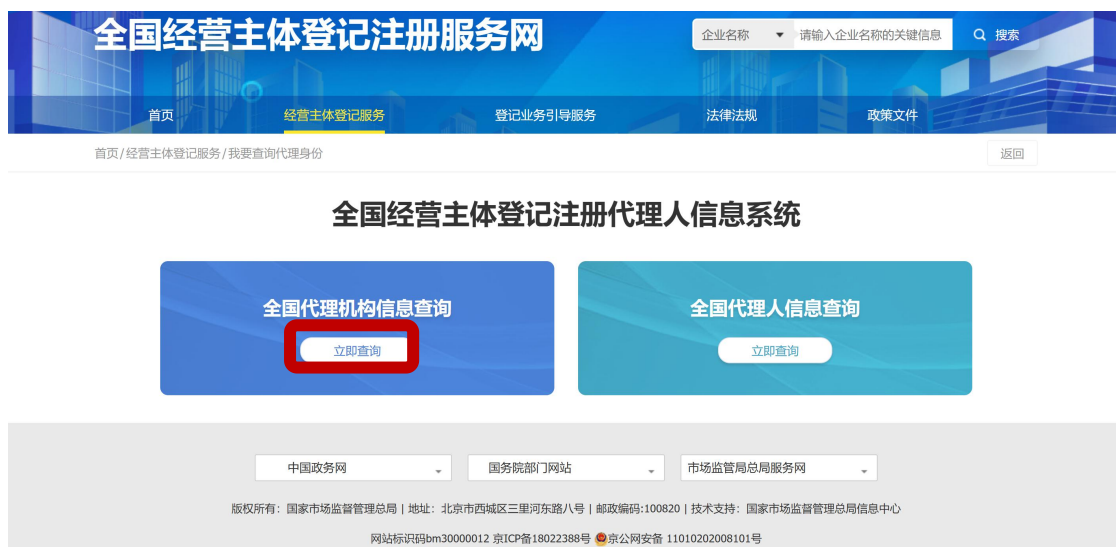 全国经营主体登记注册服务网
企业名称 请输入企业名称的关键信息 搜索
首页 经营主体登记服务 登记业务引导服务 法律法规 政策文件
首页/经营主体登记服务/我要查询代理身份 返回
全国经营主体登记注册代理人信息系统
全国代理机构信息查询 全国代理人信息查询
立即查询 立即查询
中国政务网 国务院部门网站 市场监管局总局服务网
版权所有：国家市场监督管理总局 | 地址：北京市西城区三里河东路八号 | 邮政编码:100820 | 技术支持：国家市场监督管理总局信息中心
网站标识码bm30000012 京ICP备18022388号 京公网安备 11010202008101号